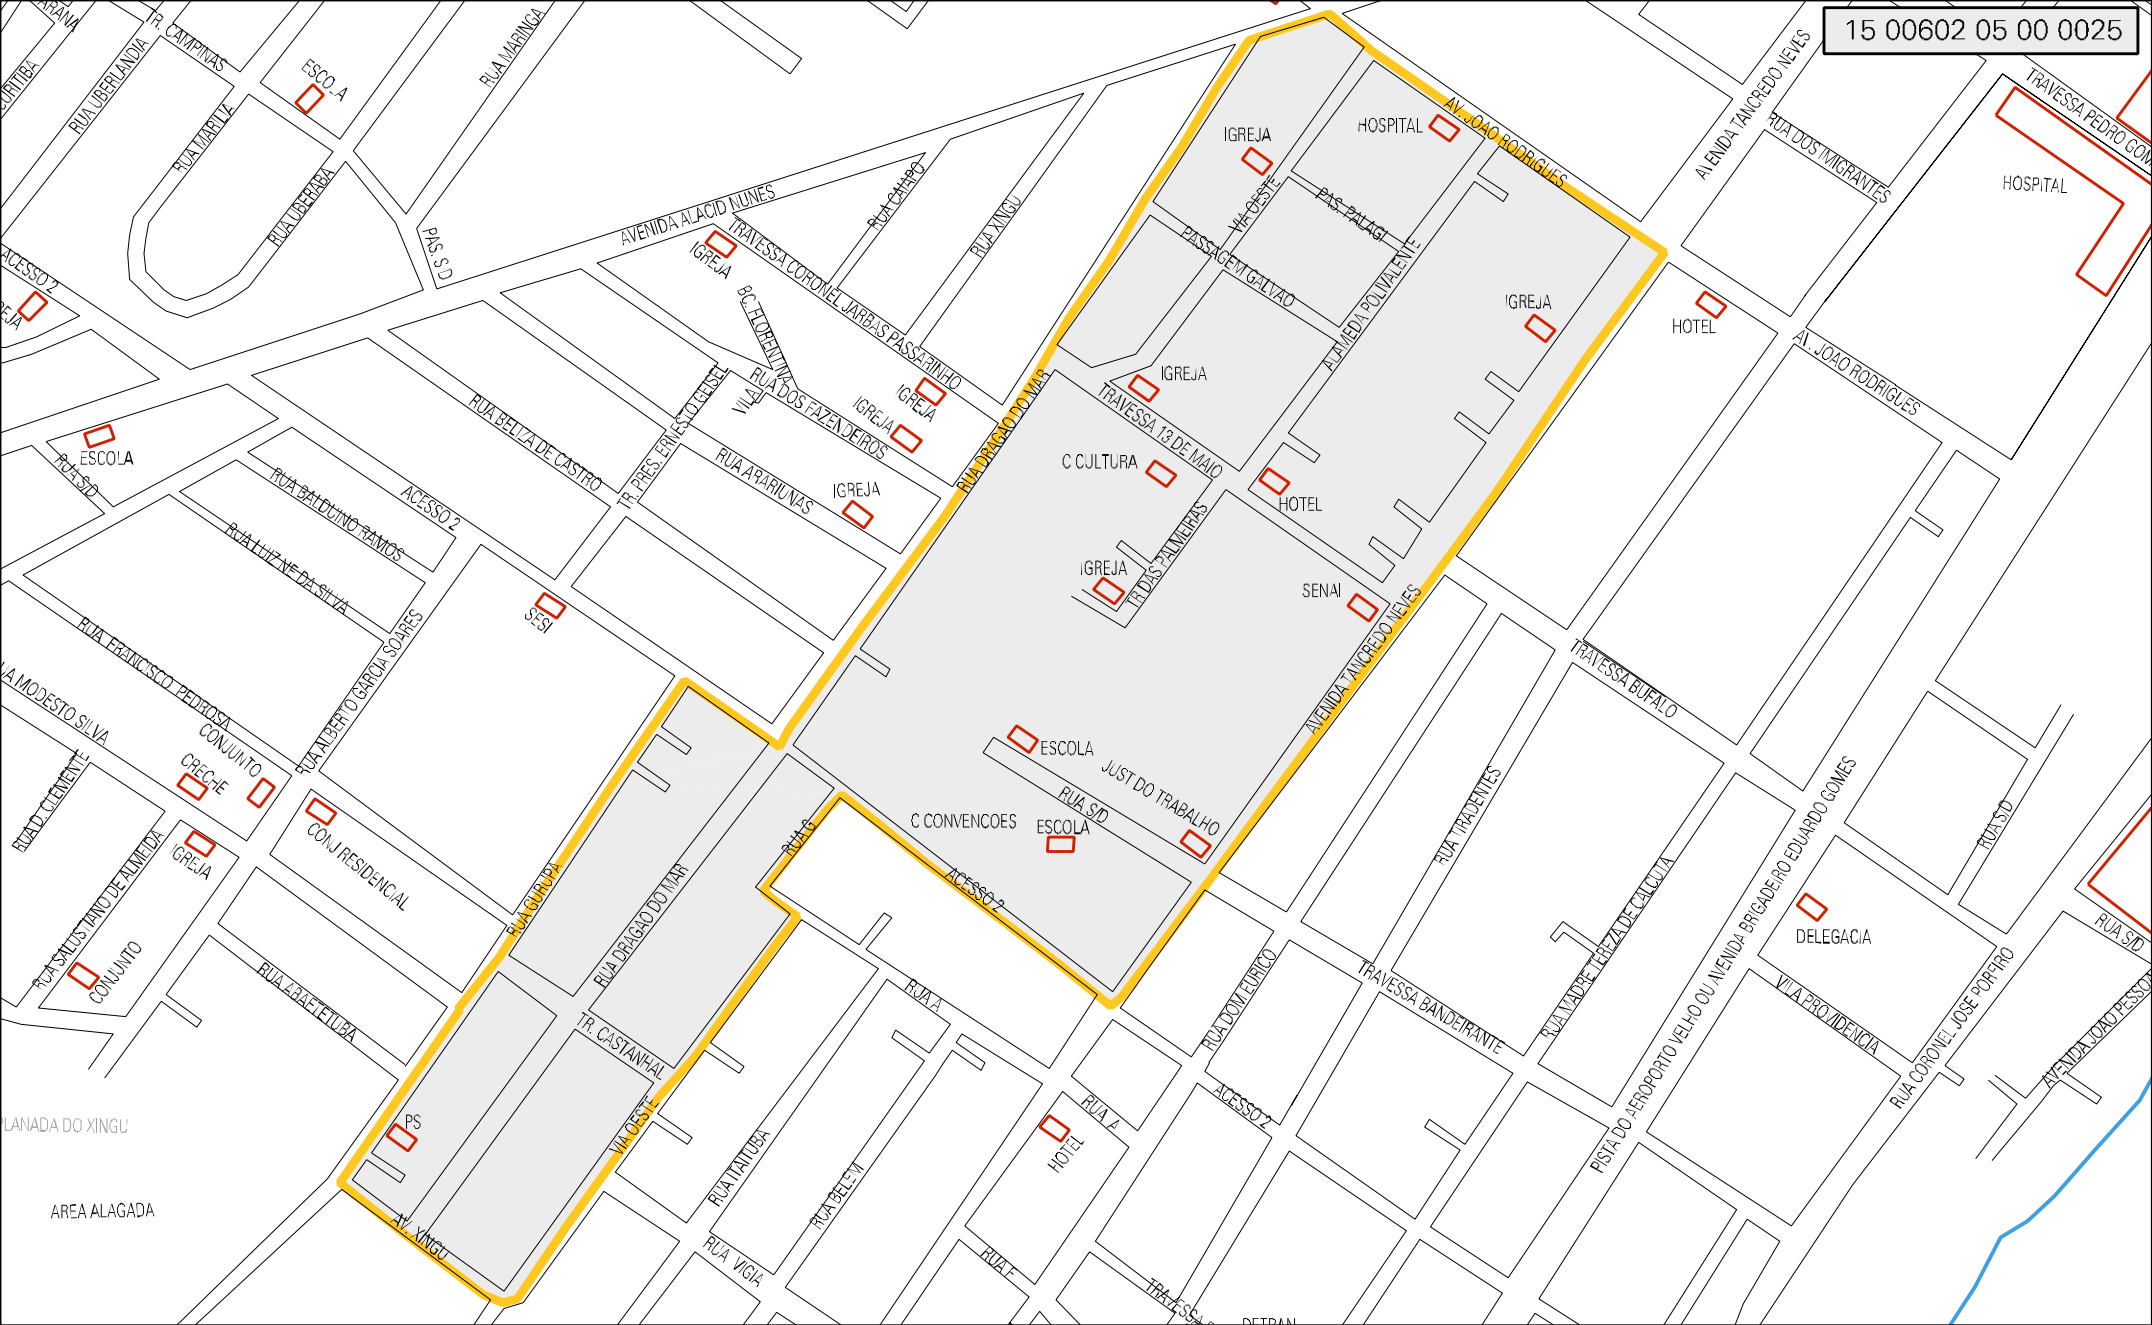 15 00602 05 00 0025
TR. CAMPINAS
RUA UBERLANDIA
RUA MARILIA
RUA UBERABA
RUA MARINGA
PAS. S D
AVENIDA ALACID NUNES
RUA CAIAPO
RUA XINGU
TRAVESSA CORONEL JARBAS PASSARINHO
IGREJA
BC. FLORENTINA
VILA
RUA DOS FAZENDEIROS
IGREJA
IGREJA
RUA ARARIUNAS
IGREJA
TR. PRES. ERNESTO GEISEL
RUA BELIZA DE CASTRO
ACESSO 2
ESCOLA
RUA S/D
RUA BALDUINO RAMOS
ACESSO 2
RUA FRANCISCO PEDROSA
RUA ALBERTO GARCIA SOARES
SESI
MODESTO SILVA
RUA D. CLEMENTE
CRECHE
CONJUNTO
IGREJA
CONJ RESIDENCIAL
RUA SALUSTIANO DE ALMEIDA
CONJUNTO
RUA ABAETETUBA
RUA GURUPA
AREA ALAGADA
PS
AV. XINGU
RUA DRAGAO DO MAR
TR. CASTANHAL
VIA OESTE
RUA G
IGREJA
HOSPITAL
AV. JOAO RODRIGUES
VIA OESTE
PAS. PALAGI
PASSAGEM GALVAO
ALAMEDA POLIVALENTE
IGREJA
IGREJA
TRAVESSA 13 DE MAIO
RUA DRAGAO DO MAR
C CULTURA
HOTEL
TR DAS PALMEIRAS
IGREJA
SENAI
AVENIDA TANCREDO NEVES
ESCOLA
JUST DO TRABALHO
RUA S/D
C CONVENCOES
ESCOLA
ACESSO 2
AVENIDA TANCREDO NEVES
RUA DOS IMIGRANTES
HOSPITAL
HOTEL
AV. JOAO RODRIGUES
TRAVESSA BUFALO
RUA TIRADENTES
RUA MADRE TEREZA DE CALCUTA
PISTA DO AEROPORTO VELHO OU AVENIDA BRIGADEIRO EDUARDO GOMES
RUA S/D
DELEGACIA
VILA PROVIDENCIA
RUA CORONEL JOSE PORFIRO
RUA S/D
RUA DOM EURICO
TRAVESSA BANDEIRANTE
ACESSO 2
RUA A
RUA A
HOTEL
RUA ITAITUBA
RUA BELEM
RUA VIGIA
RUA F
DETRAN